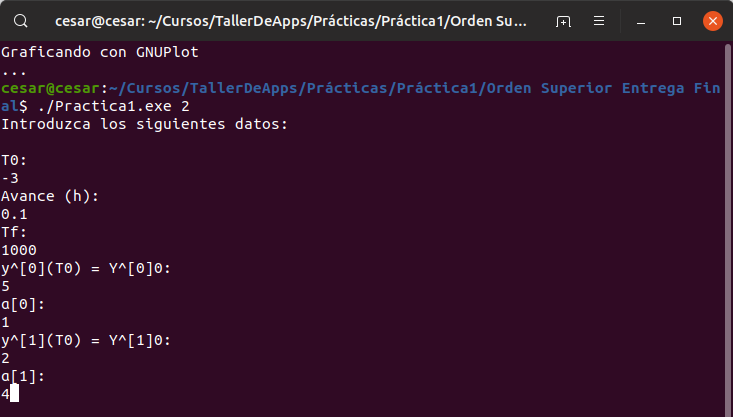 cesar@cesar: ~/Cursos/TallerDeApps/Prácticas/Práctica1/Orden Su...
Graficando con GNUPlot
...
cesar@cesar:~/Cursos/TallerDeApps/Prácticas/Práctica1/Orden Superior Entrega Fin
al$ ./Practica1.exe 2
Introduzca los siguientes datos:
T0:
-3
Avance (h):
0.1
Tf:
1000
y^[0](T0) = Y^[0]0:
5
α[0]:
1
y^[1](T0) = Y^[1]0:
2
α[1]:
4